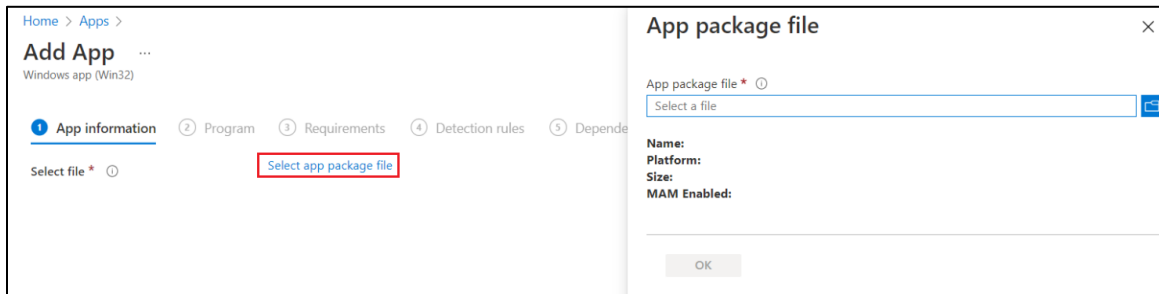 Home > Apps >
Add App ...
Windows app (Win32)
1 App information 2 Program 3 Requirements 4 Detection rules 5 Depende
Select file * Select app package file
App package file
App package file *
Select a file
Name:
Platform:
Size:
MAM Enabled:
OK